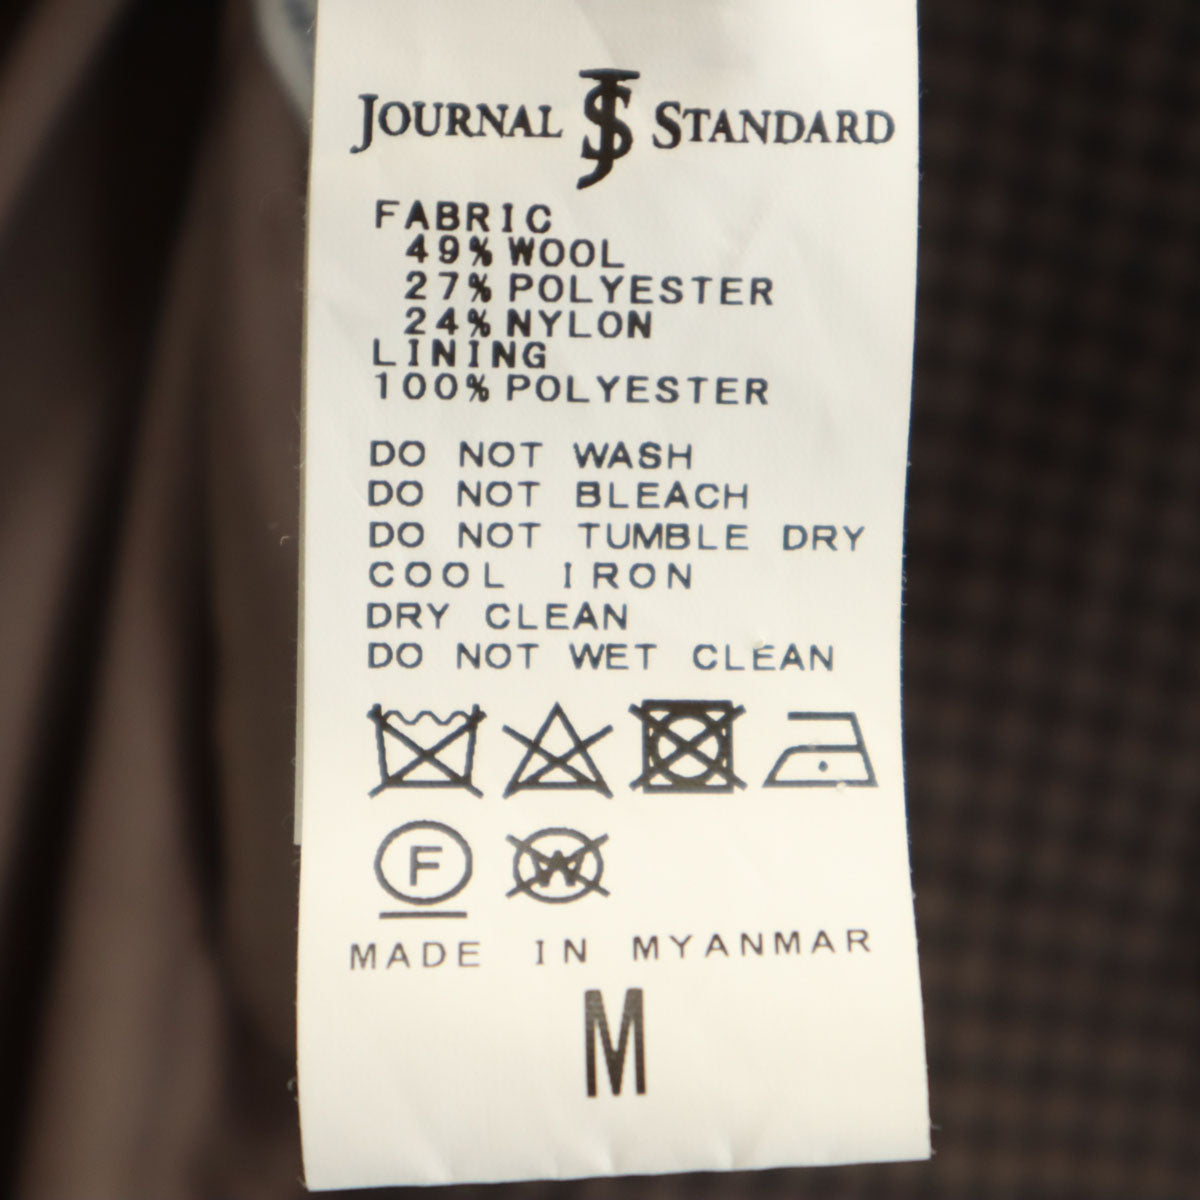 JOURNAL JS STANDARD
FABRIC
49% WOOL
27% POLYESTER
24% NYLON
LINING
100% POLYESTER
DO NOT WASH
DO NOT BLEACH
DO NOT TUMBLE DRY
COOL IRON
DRY CLEAN
DO NOT WET CLEAN
F W
MADE IN MYANMAR
M